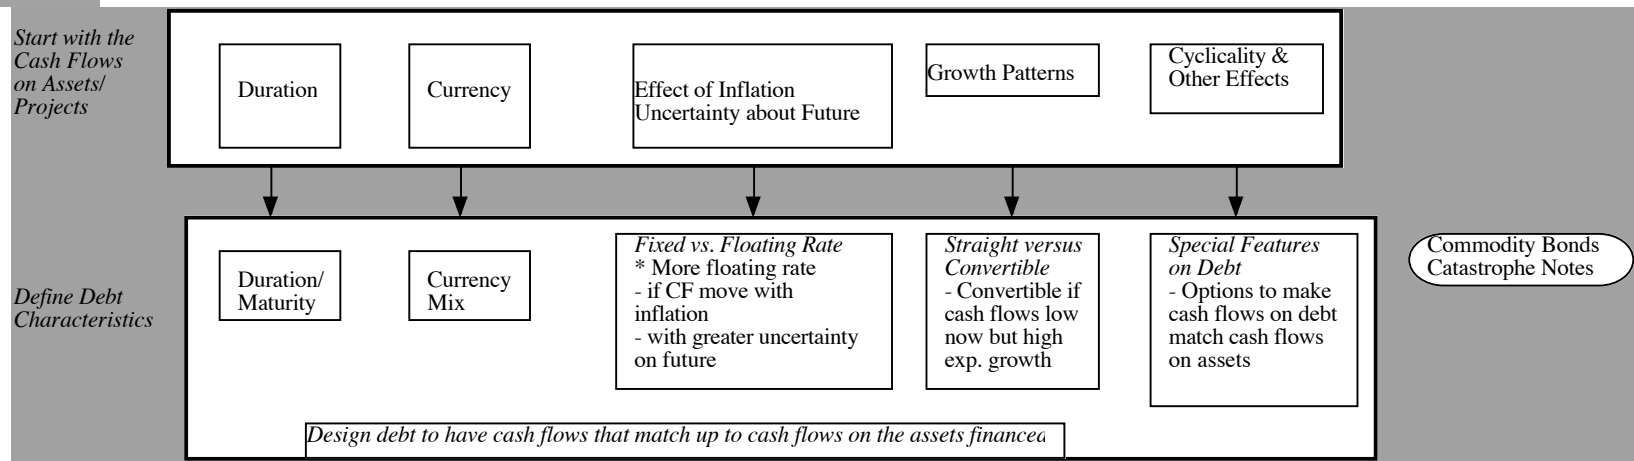 Start with the
Cash Flows
on Assets/
Projects
Duration
Currency
Effect of Inflation
Uncertainty about Future
Growth Patterns
Cyclicality &
Other Effects
Define Debt
Characteristics
Duration/
Maturity
Currency
Mix
Fixed vs. Floating Rate
* More floating rate
- if CF move with
inflation
- with greater uncertainty
on future
Straight versus
Convertible
- Convertible if
cash flows low
now but high
exp. growth
Special Features
on Debt
- Options to make
cash flows on debt
match cash flows
on assets
Commodity Bonds
Catastrophe Notes
Design debt to have cash flows that match up to cash flows on the assets financed